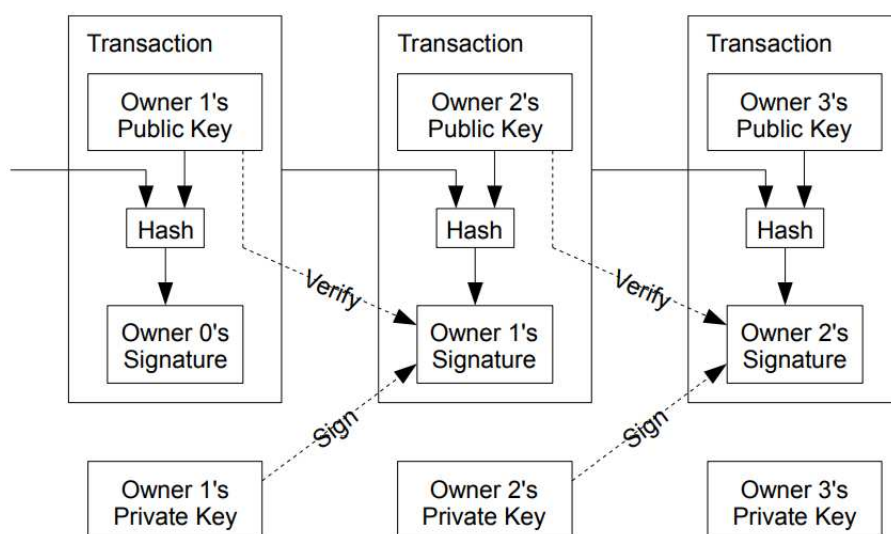 Transaction
Owner 1's
Public Key
Hash
Owner 0's
Signature
Transaction
Owner 2's
Public Key
Hash
Verify
Owner 1's
Signature
Transaction
Owner 3's
Public Key
Hash
Verify
Owner 2's
Signature
Sign
Sign
Owner 1's
Private Key
Owner 2's
Private Key
Owner 3's
Private Key